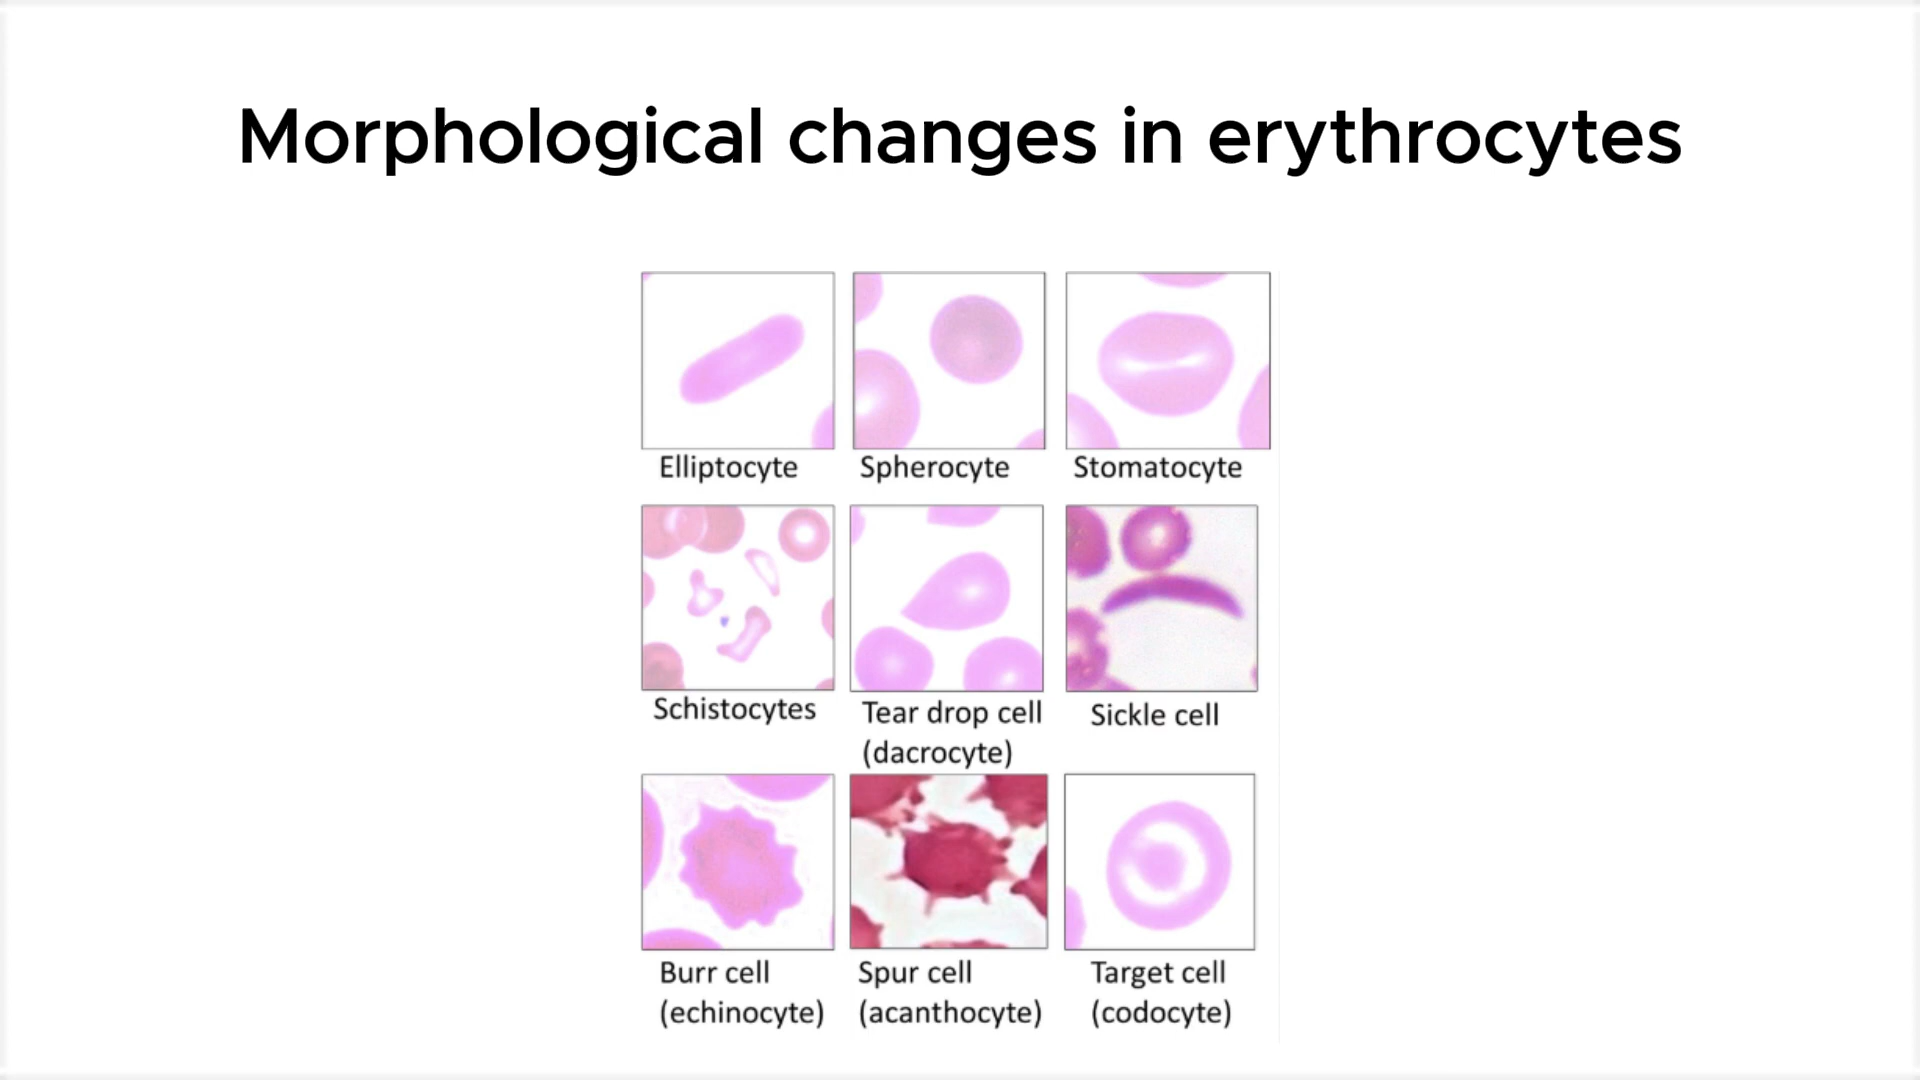 Morphological changes in erythrocytes
Elliptocyte
Spherocyte
Stomatocyte
Schistocytes
Tear drop cell
(dacrocyte)
Sickle cell
Burr cell
(echinocyte)
Spur cell
(acanthocyte)
Target cell
(codocyte)